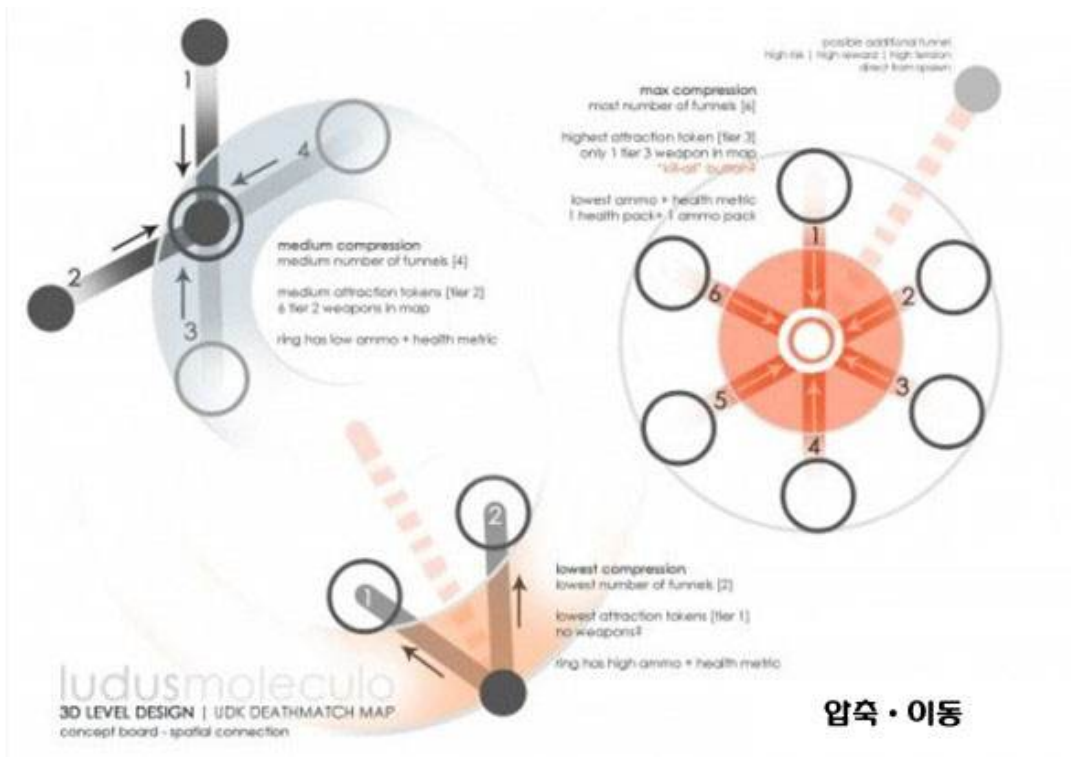 possible additional funnel
high risk | high reward | high tension
direct from spawn
max compression
most number of funnels [6]
highest attraction token [tier 3]
only 1 tier 3 weapon in map
"kill-all" button?
lowest ammo + health metric
1 health pack+ 1 ammo pack
1
4
2
3
medium compression
medium number of funnels [4]
medium attraction tokens [tier 2]
6 tier 2 weapons in map
ring has low ammo + health metric
1
6
2
5
3
4
2
1
lowest compression
lowest number of funnels [2]
lowest attraction tokens [tier 1]
no weapons?
ring has high ammo + health metric
ludusmolecula
3D LEVEL DESIGN | UDK DEATHMATCH MAP
concept board - spatial connection
압축 · 이동